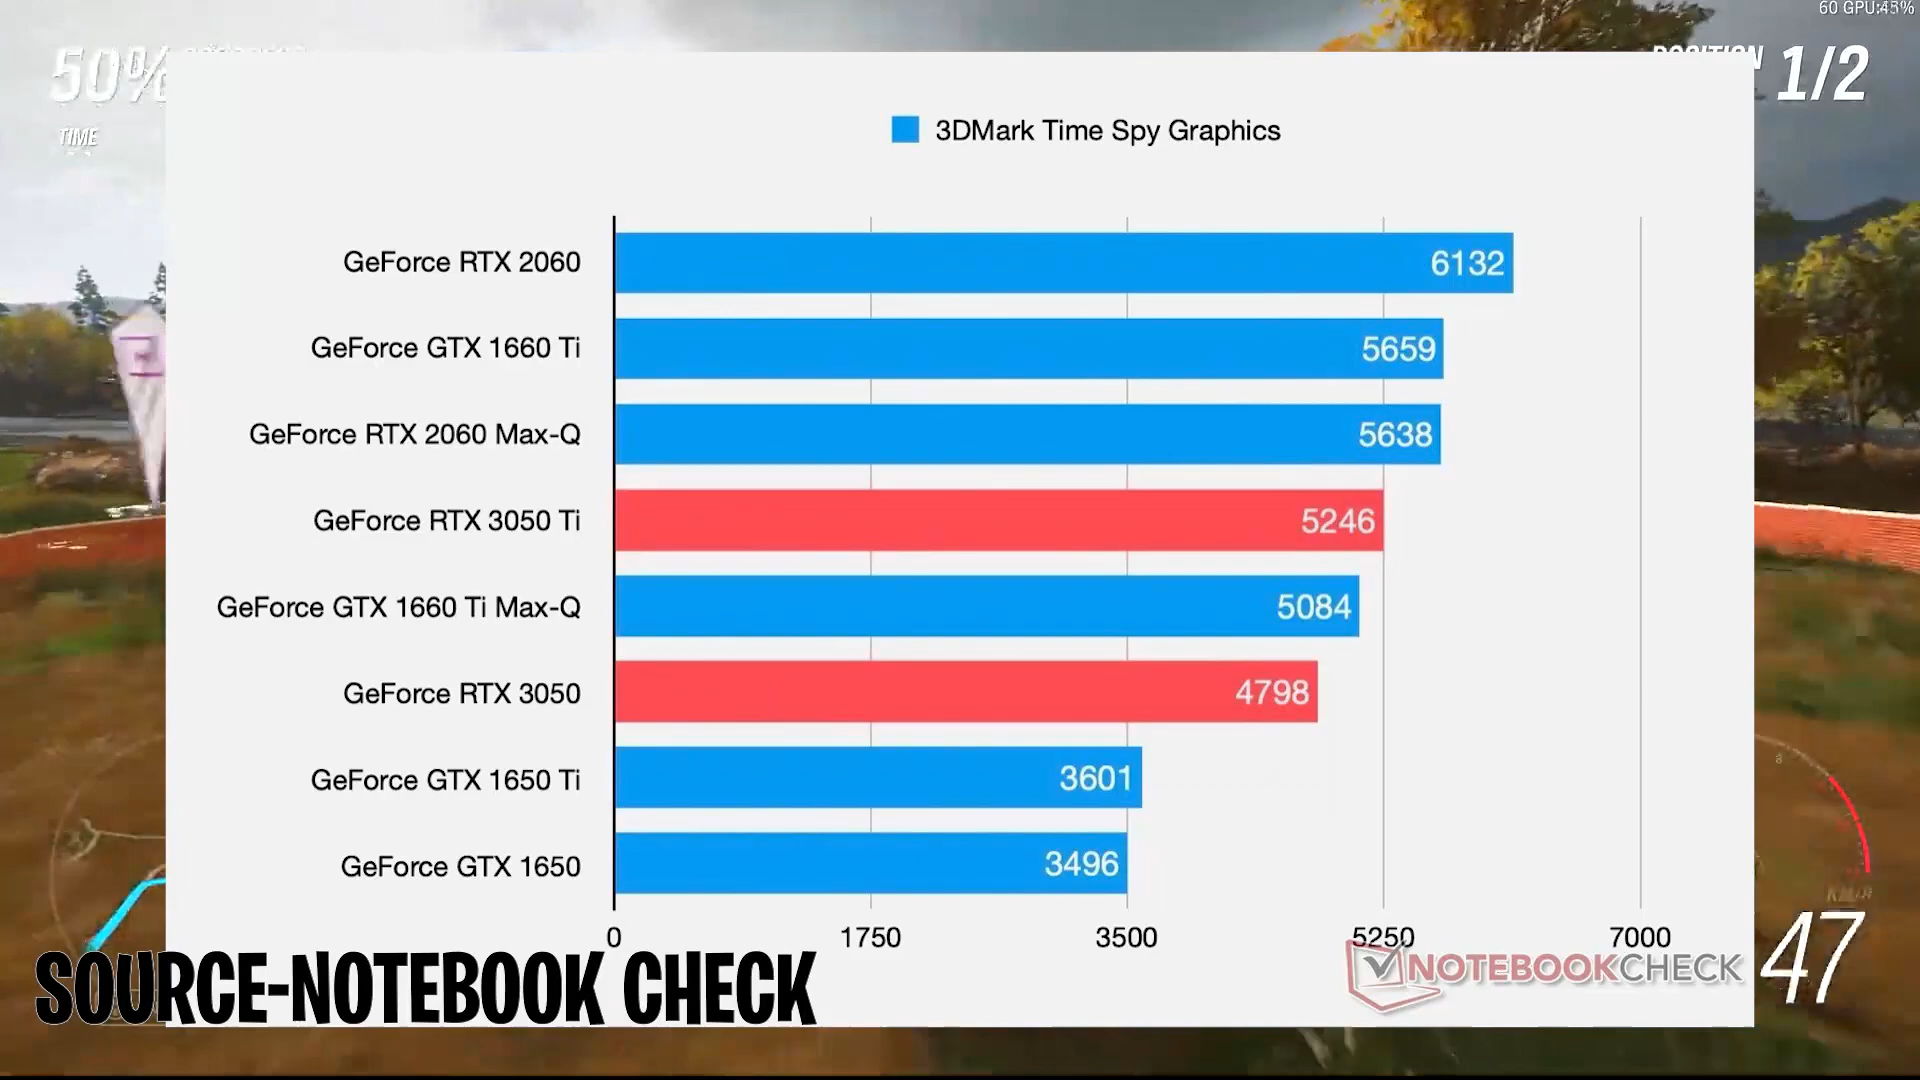 60 GPU:45%
50%
POSITION 1/2
TIME
3DMark Time Spy Graphics
GeForce RTX 2060 6132
GeForce GTX 1660 Ti 5659
GeForce RTX 2060 Max-Q 5638
GeForce RTX 3050 Ti 5246
GeForce GTX 1660 Ti Max-Q 5084
GeForce RTX 3050 4798
GeForce GTX 1650 Ti 3601
GeForce GTX 1650 3496
0 1750 3500 5250 7000
KM/H
47
NOTEBOOKCHECK
SOURCE-NOTEBOOK CHECK